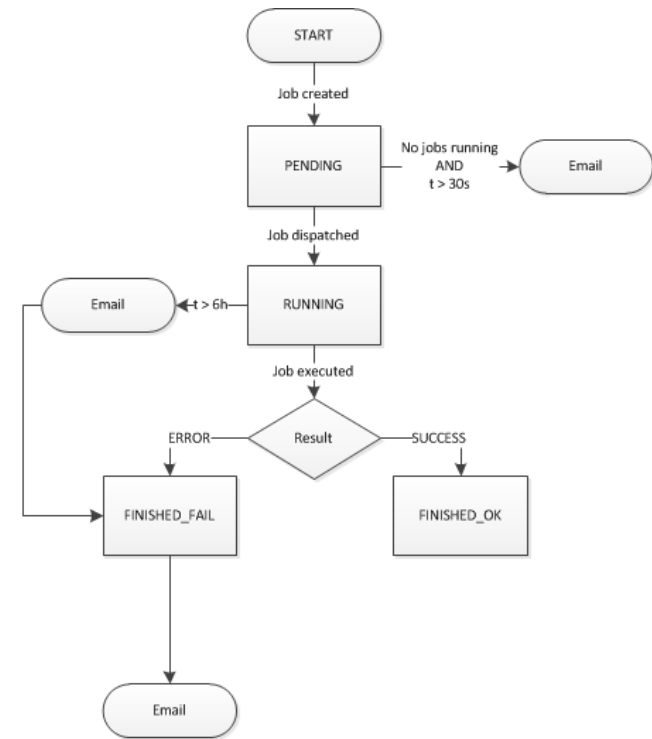 START
Job created
PENDING
No jobs running
AND
t > 30s
Email
Job dispatched
Email
t > 6h
RUNNING
Job executed
ERROR
Result
SUCCESS
FINISHED_FAIL
FINISHED_OK
Email